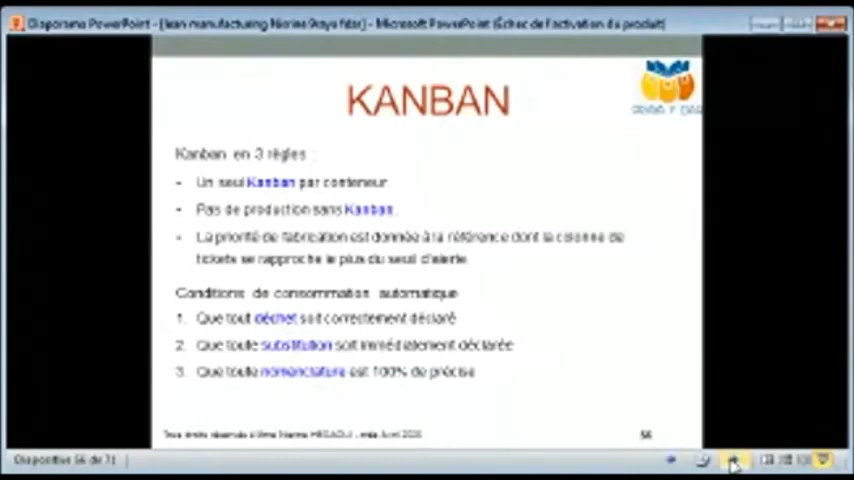 Diaporama PowerPoint - [lean manufacturing - Microsoft PowerPoint (Échec de l'activation du produit)
KANBAN
Kanban en 3 règles :
- Un seul Kanban par conteneur
- Pas de production sans Kanban.
- La priorité de fabrication est donnée à la référence dont la colonne de
tickets se rapproche le plus du seuil d'alerte.
Conditions de consommation automatique
1. Que tout déchet soit correctement déclaré
2. Que toute substitution soit immédiatement déclarée
3. Que toute nomenclature est 100% de précise
Tous droits réservés
56
Diapositive 56 de 71